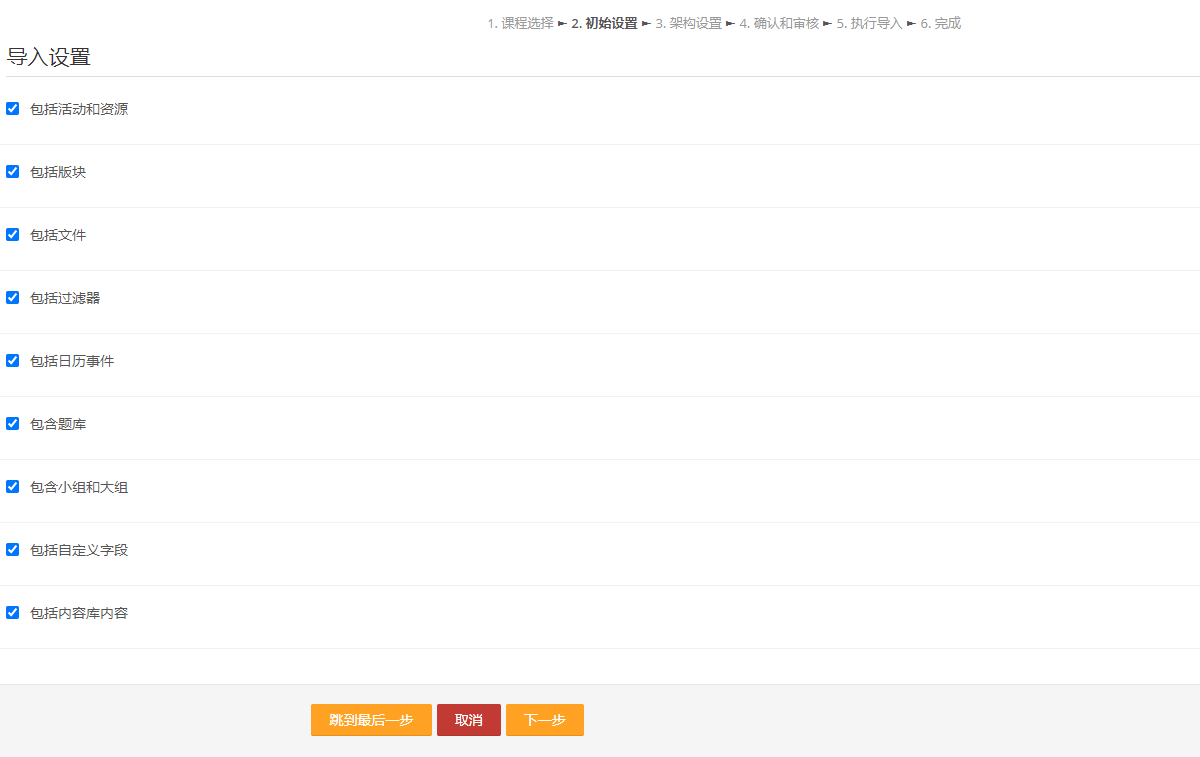 1. 课程选择 ► 2. 初始设置 ► 3. 架构设置 ► 4. 确认和审核 ► 5. 执行导入 ► 6. 完成
导入设置
包括活动和资源
包括版块
包括文件
包括过滤器
包括日历事件
包含题库
包含小组和大组
包括自定义字段
包括内容库内容
跳到最后一步 取消 下一步